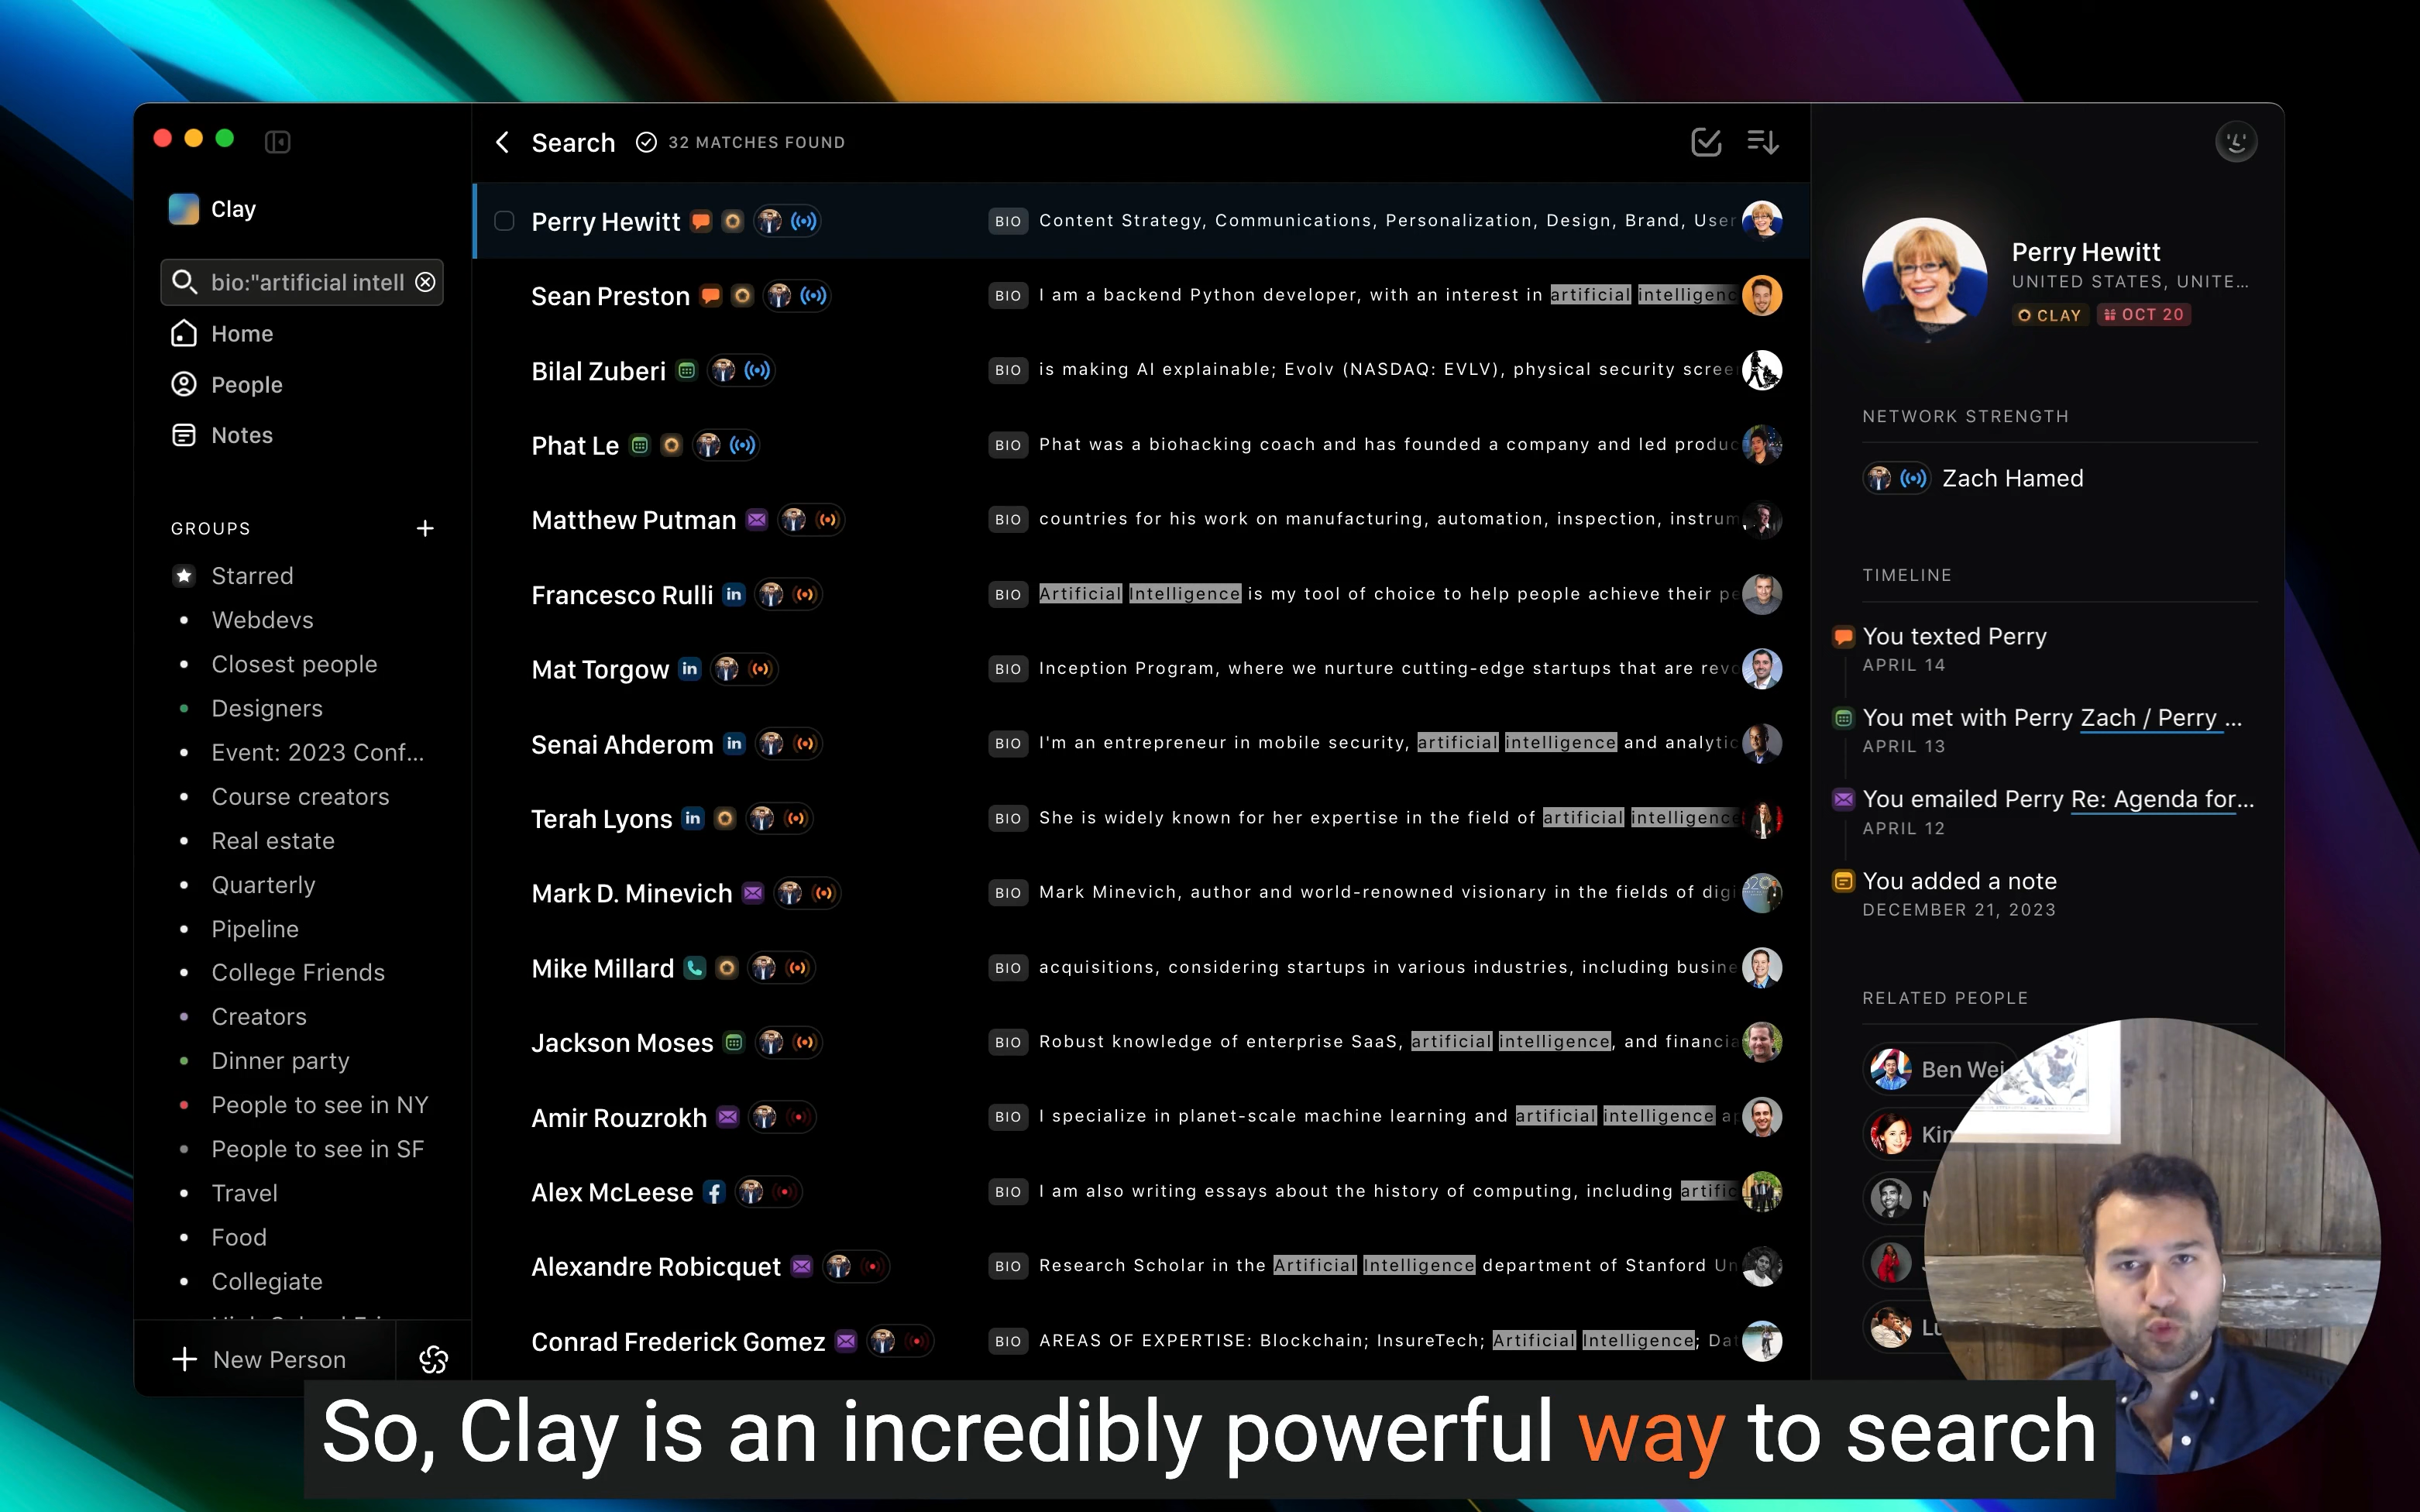 Clay
bio:"artificial intell
Home
People
Notes
GROUPS
Starred
Webdevs
Closest people
Designers
Event: 2023 Conf...
Course creators
Real estate
Quarterly
Pipeline
College Friends
Creators
Dinner party
People to see in NY
People to see in SF
Travel
Food
Collegiate
New Person
Search 32 MATCHES FOUND
Perry Hewitt BIO Content Strategy, Communications, Personalization, Design, Brand, User
Sean Preston BIO I am a backend Python developer, with an interest in artificial intelligenc
Bilal Zuberi BIO is making AI explainable; Evolv (NASDAQ: EVLV), physical security scree
Phat Le BIO Phat was a biohacking coach and has founded a company and led produc
Matthew Putman BIO countries for his work on manufacturing, automation, inspection, instrum
Francesco Rulli in BIO Artificial Intelligence is my tool of choice to help people achieve their pe
Mat Torgow in BIO Inception Program, where we nurture cutting-edge startups that are revo
Senai Ahderom in BIO I'm an entrepreneur in mobile security, artificial intelligence and analytic
Terah Lyons in BIO She is widely known for her expertise in the field of artificial intelligence
Mark D. Minevich BIO Mark Minevich, author and world-renowned visionary in the fields of digi
Mike Millard BIO acquisitions, considering startups in various industries, including busine
Jackson Moses BIO Robust knowledge of enterprise SaaS, artificial intelligence, and financia
Amir Rouzrokh BIO I specialize in planet-scale machine learning and artificial intelligence ap
Alex McLeese f BIO I am also writing essays about the history of computing, including artific
Alexandre Robicquet BIO Research Scholar in the Artificial Intelligence department of Stanford Un
Conrad Frederick Gomez BIO AREAS OF EXPERTISE: Blockchain; InsureTech; Artificial Intelligence; Da
Perry Hewitt
UNITED STATES, UNITE...
CLAY OCT 20
NETWORK STRENGTH
Zach Hamed
TIMELINE
You texted Perry
APRIL 14
You met with Perry Zach / Perry ...
APRIL 13
You emailed Perry Re: Agenda for...
APRIL 12
You added a note
DECEMBER 21, 2023
RELATED PEOPLE
Ben Wei
So, Clay is an incredibly powerful way to search